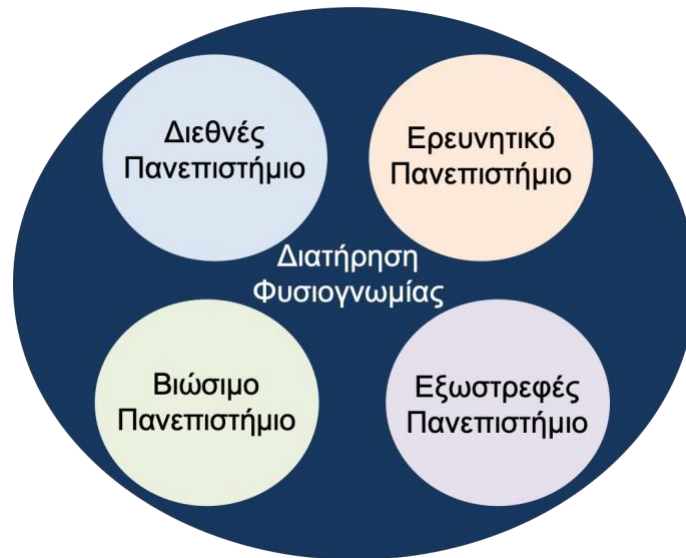 Διεθνές
Πανεπιστήμιο
Ερευνητικό
Πανεπιστήμιο
Διατήρηση
Φυσιογνωμίας
Βιώσιμο
Πανεπιστήμιο
Εξωστρεφές
Πανεπιστήμιο